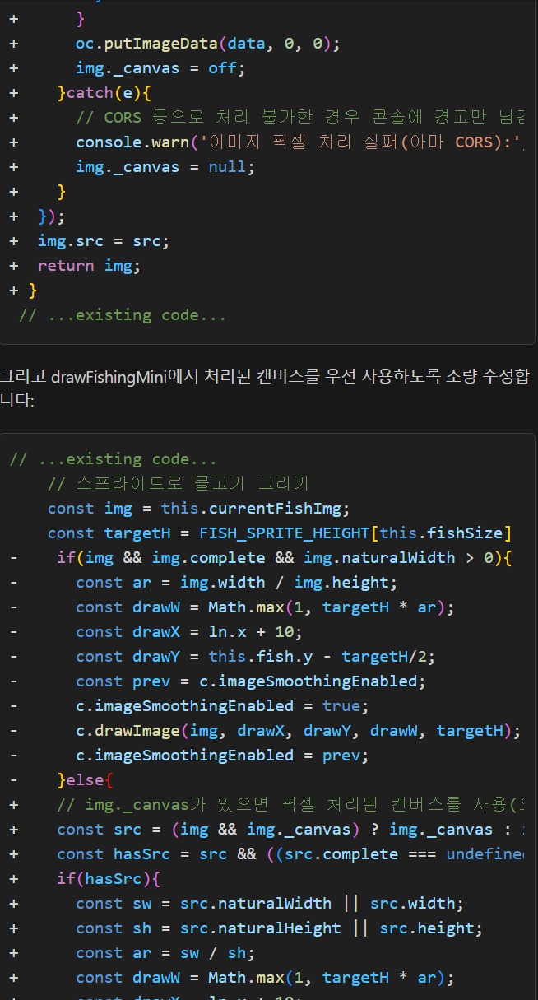 +      }
+      oc.putImageData(data, 0, 0);
+      img._canvas = off;
+    }catch(e){
+      // CORS 등으로 처리 불가한 경우 콘솔에 경고만 남김
+      console.warn('이미지 픽셀 처리 실패(아마 CORS):'
+      img._canvas = null;
+    }
+  });
+  img.src = src;
+  return img;
+ }
 // ...existing code...
그리고 drawFishingMini에서 처리된 캔버스를 우선 사용하도록 소량 수정합
니다:
// ...existing code...
    // 스프라이트로 물고기 그리기
    const img = this.currentFishImg;
    const targetH = FISH_SPRITE_HEIGHT[this.fishSize]
-    if(img && img.complete && img.naturalWidth > 0){
-      const ar = img.width / img.height;
-      const drawW = Math.max(1, targetH * ar);
-      const drawX = ln.x + 10;
-      const drawY = this.fish.y - targetH/2;
-      const prev = c.imageSmoothingEnabled;
-      c.imageSmoothingEnabled = true;
-      c.drawImage(img, drawX, drawY, drawW, targetH);
-      c.imageSmoothingEnabled = prev;
-    }else{
+    // img._canvas가 있으면 픽셀 처리된 캔버스를 사용(
+    const src = (img && img._canvas) ? img._canvas :
+    const hasSrc = src && ((src.complete === undefined
+    if(hasSrc){
+      const sw = src.naturalWidth || src.width;
+      const sh = src.naturalHeight || src.height;
+      const ar = sw / sh;
+      const drawW = Math.max(1, targetH * ar);